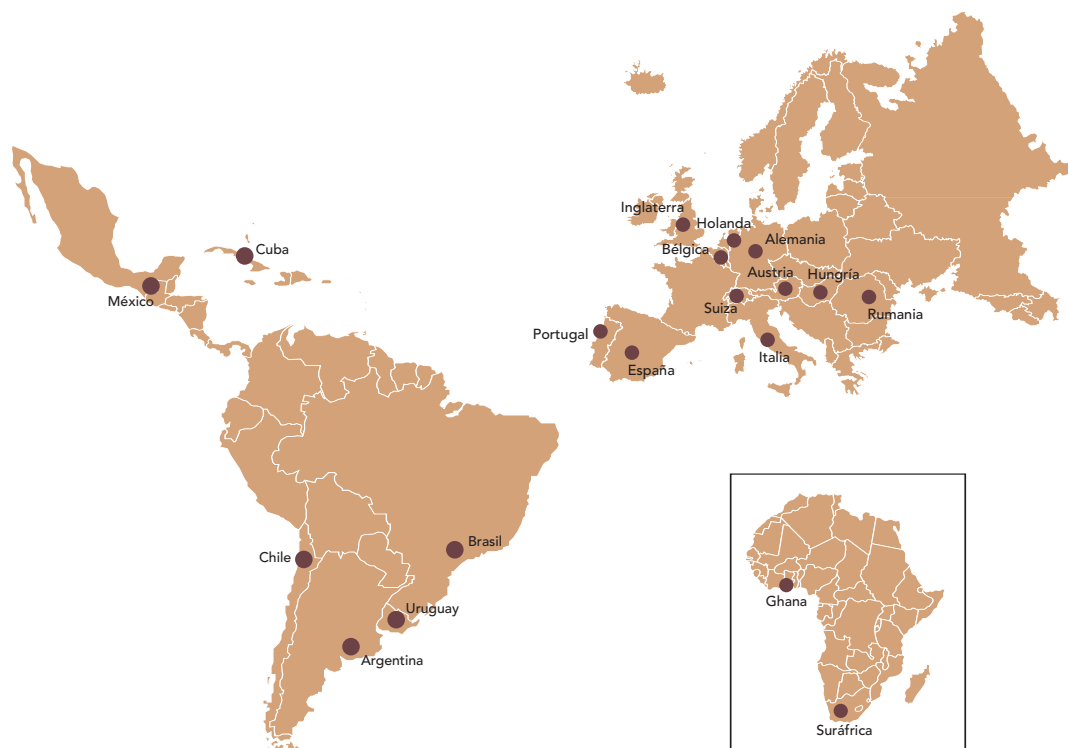 Cuba
México
Chile
Brasil
Uruguay
Argentina
Inglaterra
Holanda
Bélgica
Alemania
Austria
Hungría
Suiza
Rumania
Portugal
Italia
España
Ghana
Suráfrica